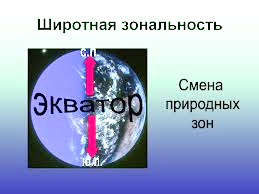 Широтная зональность
С.П.
Экватор
Ю.П.
Смена
природных
зон